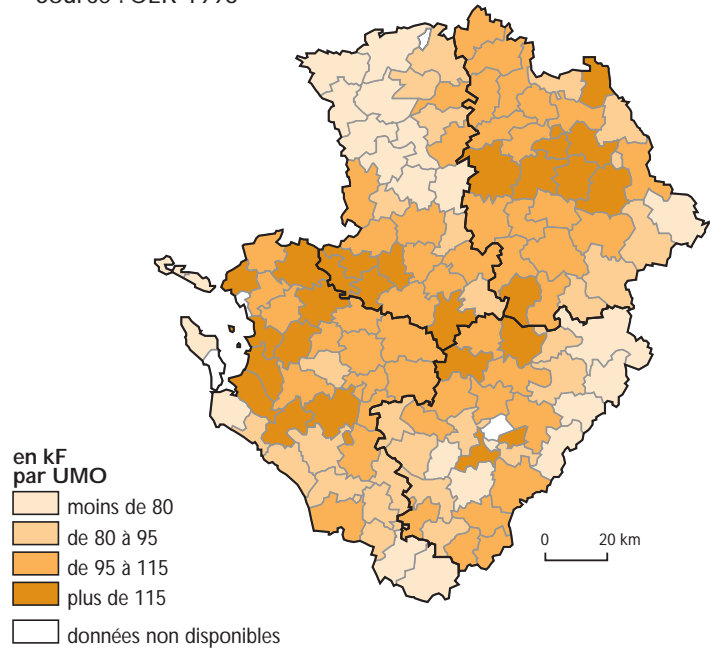 en kF
par UMO
moins de 80
de 80 à 95
de 95 à 115
plus de 115
données non disponibles
0 20 km